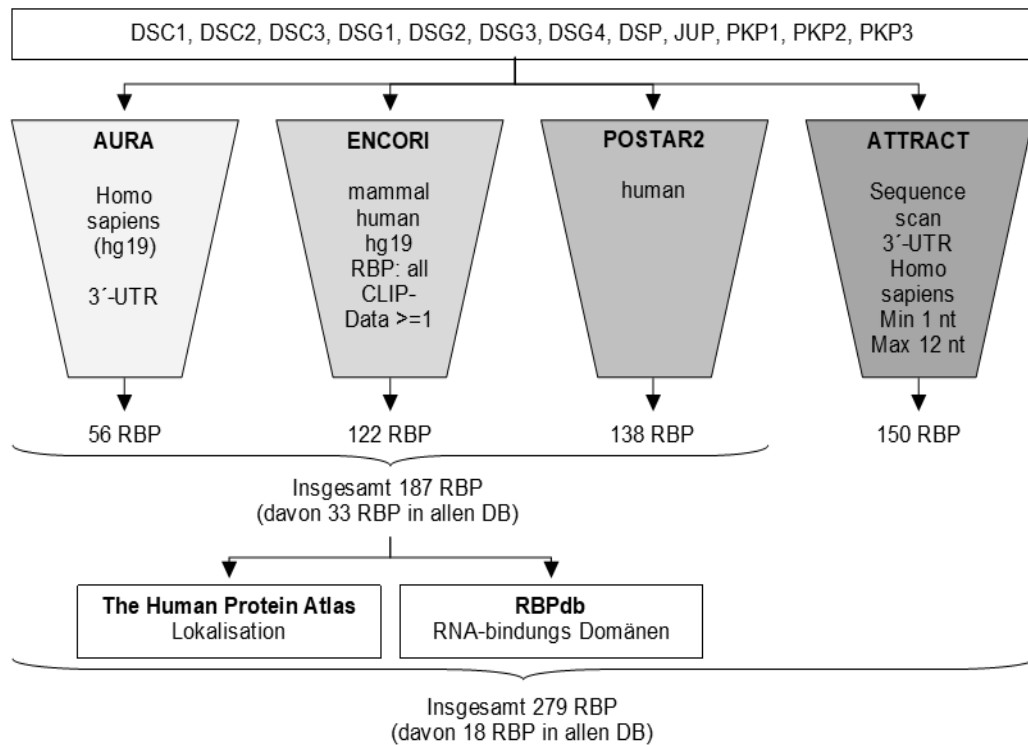 DSC1, DSC2, DSC3, DSG1, DSG2, DSG3, DSG4, DSP, JUP, PKP1, PKP2, PKP3
AURA
Homo
sapiens
(hg19)
3´-UTR
ENCORI
mammal
human
hg19
RBP: all
CLIP-
Data >=1
POSTAR2
human
ATTRACT
Sequence
scan
3´-UTR
Homo
sapiens
Min 1 nt
Max 12 nt
56 RBP
122 RBP
138 RBP
150 RBP
Insgesamt 187 RBP
(davon 33 RBP in allen DB)
The Human Protein Atlas
Lokalisation
RBPdb
RNA-bindungs Domänen
Insgesamt 279 RBP
(davon 18 RBP in allen DB)